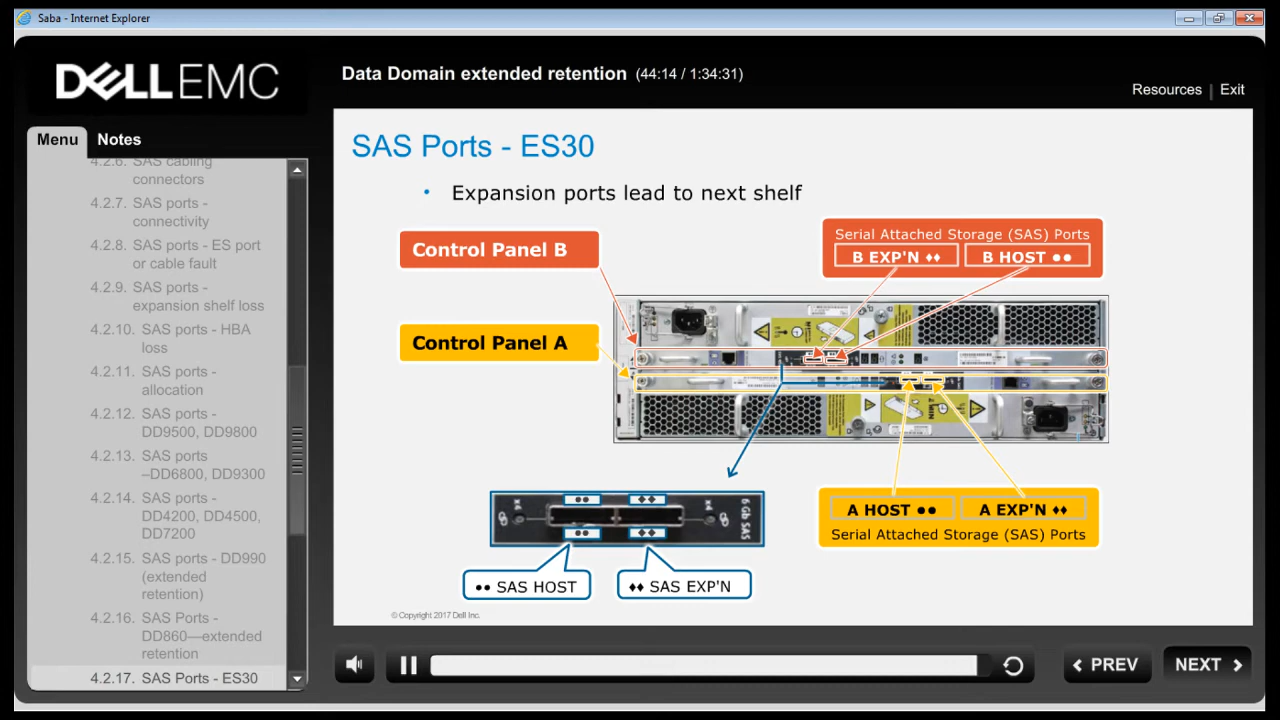 Saba - Internet Explorer
DELLEMC
Data Domain extended retention (44:14 / 1:34:31)
Resources | Exit
Menu
Notes
4.2.6. SAS cabling
connectors
4.2.7. SAS ports -
connectivity
4.2.8. SAS ports - ES port
or cable fault
4.2.9. SAS ports -
expansion shelf loss
4.2.10. SAS ports - HBA
loss
4.2.11. SAS ports -
allocation
4.2.12. SAS ports -
DD9500, DD9800
4.2.13. SAS ports
–DD6800, DD9300
4.2.14. SAS ports -
DD4200, DD4500,
DD7200
4.2.15. SAS ports - DD990
(extended
retention)
4.2.16. SAS Ports -
DD860—extended
retention
4.2.17. SAS Ports - ES30
SAS Ports - ES30
• Expansion ports lead to next shelf
Control Panel B
Serial Attached Storage (SAS) Ports
B EXP'N ♦♦
B HOST ●●
Control Panel A
A HOST ●●
A EXP'N ♦♦
Serial Attached Storage (SAS) Ports
6 Gb SAS
●● SAS HOST
♦♦ SAS EXP'N
© Copyright 2017 Dell Inc.
PREV
NEXT